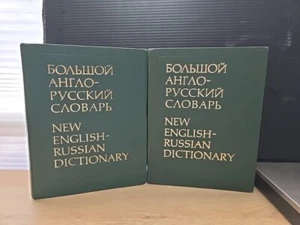 БОЛЬШОЙ
АНГЛО-
РУССКИЙ
СЛОВАРЬ
NEW
ENGLISH-
RUSSIAN
DICTIONARY
БОЛЬШОЙ
АНГЛО-
РУССКИЙ
СЛОВАРЬ
NEW
ENGLISH-
RUSSIAN
DICTIONARY